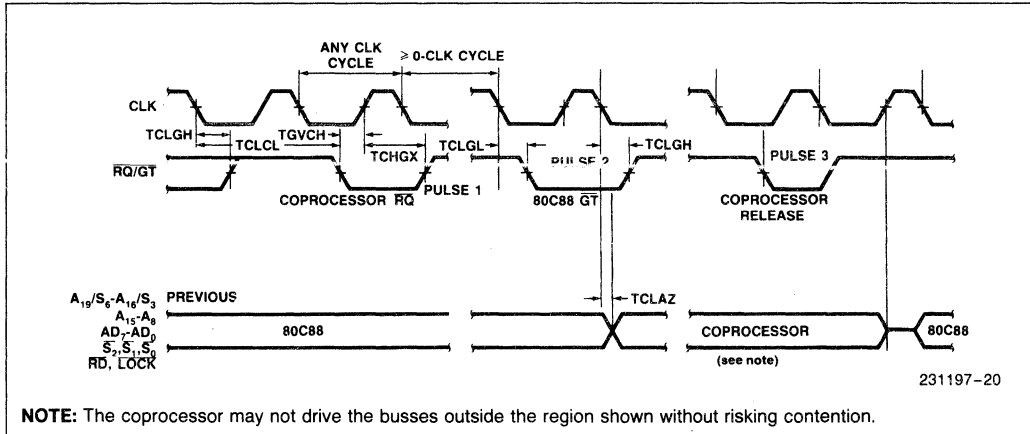 ANY CLK
CYCLE
≥ 0-CLK CYCLE
CLK
TCLGH
TCLCL
TGVCH
TCHGX
TCLGL
PULSE 2
TCLGH
PULSE 3
RQ/GT
PULSE 1
COPROCESSOR RQ
80C88 GT
COPROCESSOR
RELEASE
TCLAZ
A19/S6-A16/S3 PREVIOUS
A15-A8
AD7-AD0
S2,S1,S0
RD, LOCK
80C88
COPROCESSOR
(see note)
80C88
231197-20
NOTE: The coprocessor may not drive the busses outside the region shown without risking contention.